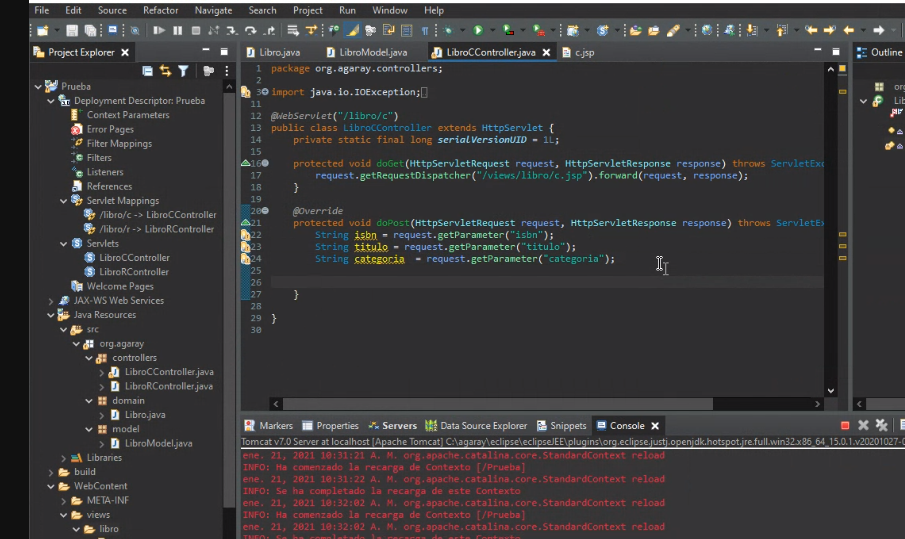 File Edit Source Refactor Navigate Search Project Run Window Help
Project Explorer
Prueba
Deployment Descriptor: Prueba
Context Parameters
Error Pages
Filter Mappings
Filters
Listeners
References
Servlet Mappings
/libro/c -> LibroCController
/libro/r -> LibroRController
Servlets
LibroCController
LibroRController
Welcome Pages
JAX-WS Web Services
Java Resources
src
org.agaray
controllers
LibroCController.java
LibroRController.java
domain
Libro.java
model
LibroModel.java
Libraries
build
WebContent
META-INF
views
libro
Libro.java LibroModel.java LibroCController.java c.jsp
1 package org.agaray.controllers;
2
3 import java.io.IOException;
11
12 @WebServlet("/libro/c")
13 public class LibroCController extends HttpServlet {
14 private static final long serialVersionUID = 1L;
15
16 protected void doGet(HttpServletRequest request, HttpServletResponse response) throws ServletExc
17 request.getRequestDispatcher("/views/libro/c.jsp").forward(request, response);
18 }
19
20 @Override
21 protected void doPost(HttpServletRequest request, HttpServletResponse response) throws ServletEx
22 String isbn = request.getParameter("isbn");
23 String titulo = request.getParameter("titulo");
24 String categoria = request.getParameter("categoria");
25
26
27 }
28
29 }
30
Outline
org
Lib
Markers Properties Servers Data Source Explorer Snippets Console
Tomcat v7.0 Server at localhost [Apache Tomcat] C:\agaray\eclipse\eclipseJEE\plugins\org.eclipse.justj.openjdk.hotspot.jre.full.win32.x86_64_15.0.1.v20201027-0
ene. 21, 2021 10:31:21 A. M. org.apache.catalina.core.StandardContext reload
INFO: Ha comenzado la recarga de Contexto [/Prueba]
ene. 21, 2021 10:31:22 A. M. org.apache.catalina.core.StandardContext reload
INFO: Se ha completado la recarga de este Contexto
ene. 21, 2021 10:32:02 A. M. org.apache.catalina.core.StandardContext reload
INFO: Ha comenzado la recarga de Contexto [/Prueba]
ene. 21, 2021 10:32:02 A. M. org.apache.catalina.core.StandardContext reload
INFO: Se ha completado la recarga de este Contexto